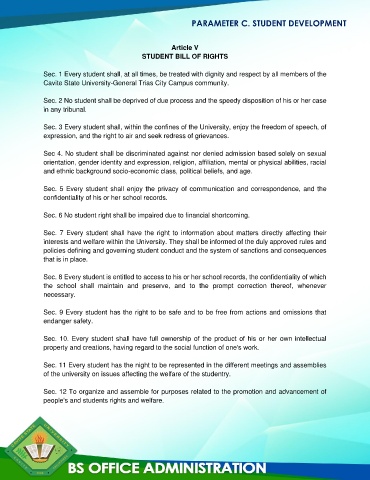 PARAMETER C. STUDENT DEVELOPMENT
Article V
STUDENT BILL OF RIGHTS
Sec. 1 Every student shall, at all times, be treated with dignity and respect by all members of the
Cavite State University-General Trias City Campus community.
Sec. 2 No student shall be deprived of due process and the speedy disposition of his or her case
in any tribunal.
Sec. 3 Every student shall, within the confines of the University, enjoy the freedom of speech, of
expression, and the right to air and seek redress of grievances.
Sec 4. No student shall be discriminated against nor denied admission based solely on sexual
orientation, gender identity and expression, religion, affiliation, mental or physical abilities, racial
and ethnic background socio-economic class, political beliefs, and age.
Sec. 5 Every student shall enjoy the privacy of communication and correspondence, and the
confidentiality of his or her school records.
Sec. 6 No student right shall be impaired due to financial shortcoming.
Sec. 7 Every student shall have the right to information about matters directly affecting their
interests and welfare within the University. They shall be informed of the duly approved rules and
policies defining and governing student conduct and the system of sanctions and consequences
that is in place.
Sec. 8 Every student is entitled to access to his or her school records, the confidentiality of which
the school shall maintain and preserve, and to the prompt correction thereof, whenever
necessary.
Sec. 9 Every student has the right to be safe and to be free from actions and omissions that
endanger safety.
Sec. 10. Every student shall have full ownership of the product of his or her own intellectual
property and creations, having regard to the social function of one's work.
Sec. 11 Every student has the right to be represented in the different meetings and assemblies
of the university on issues affecting the welfare of the studentry.
Sec. 12 To organize and assemble for purposes related to the promotion and advancement of
people's and students rights and welfare.
BS OFFICE ADMINISTRATION